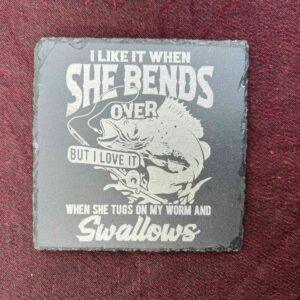 I LIKE IT WHEN
SHE BENDS
OVER
BUT I LOVE IT
WHEN SHE TUGS ON MY WORM AND
Swallows